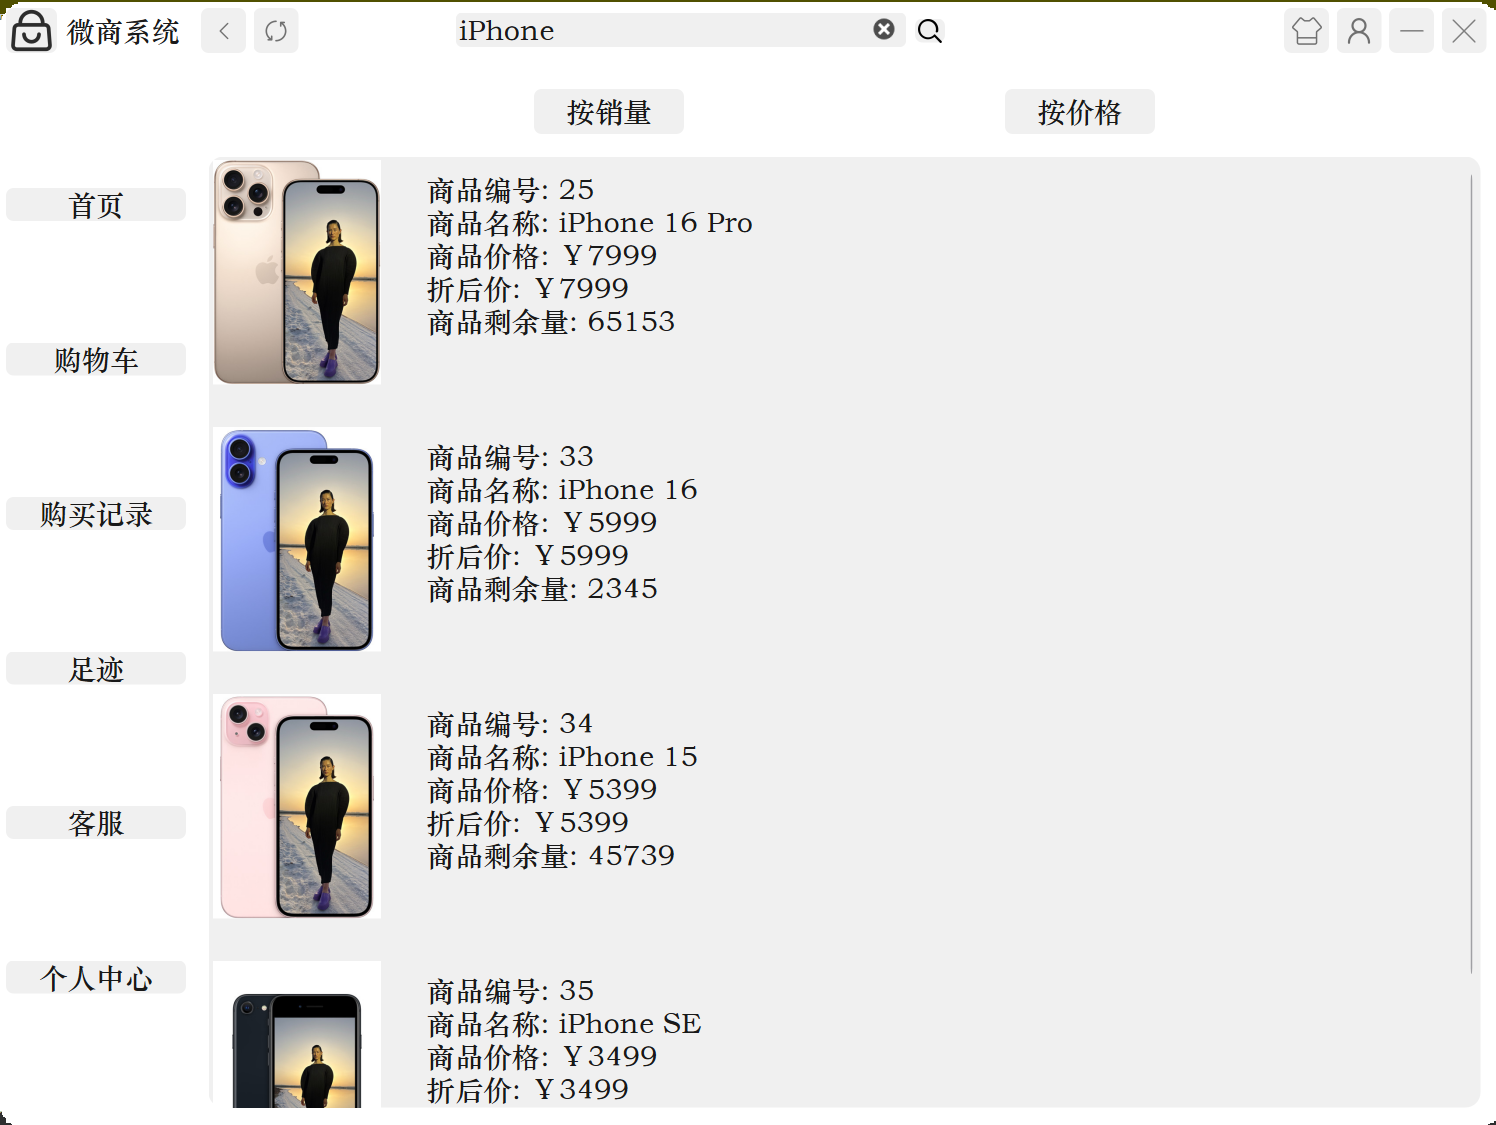 微商系统
iPhone
按销量
按价格
首页
购物车
购买记录
足迹
客服
个人中心
商品编号: 25
商品名称: iPhone 16 Pro
商品价格: ￥7999
折后价: ￥7999
商品剩余量: 65153
商品编号: 33
商品名称: iPhone 16
商品价格: ￥5999
折后价: ￥5999
商品剩余量: 2345
商品编号: 34
商品名称: iPhone 15
商品价格: ￥5399
折后价: ￥5399
商品剩余量: 45739
商品编号: 35
商品名称: iPhone SE
商品价格: ￥3499
折后价: ￥3499